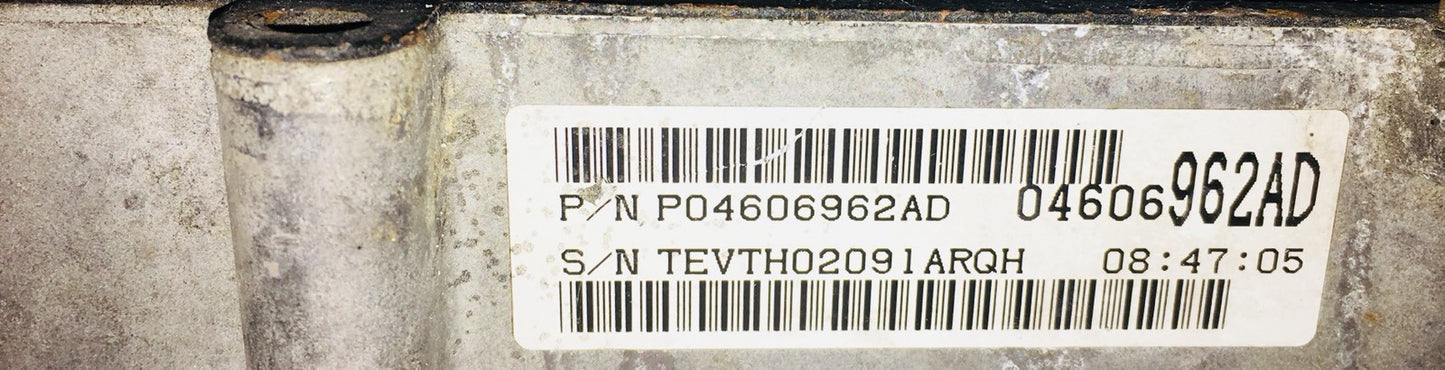 P/N P04606962AD 04606962AD
S/N TEVTH02091ARQH 08:47:05